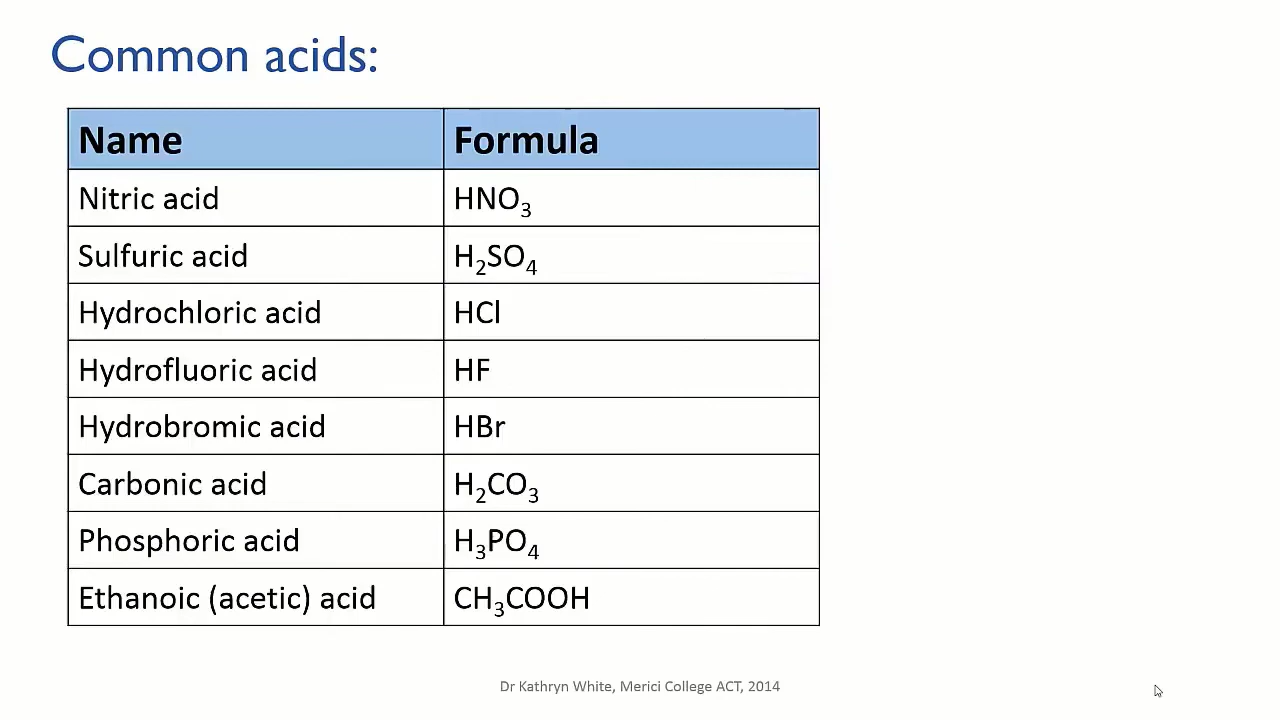 Common acids:
Name Formula
Nitric acid HNO₃
Sulfuric acid H₂SO₄
Hydrochloric acid HCl
Hydrofluoric acid HF
Hydrobromic acid HBr
Carbonic acid H₂CO₃
Phosphoric acid H₃PO₄
Ethanoic (acetic) acid CH₃COOH
Dr Kathryn White, Merici College ACT, 2014